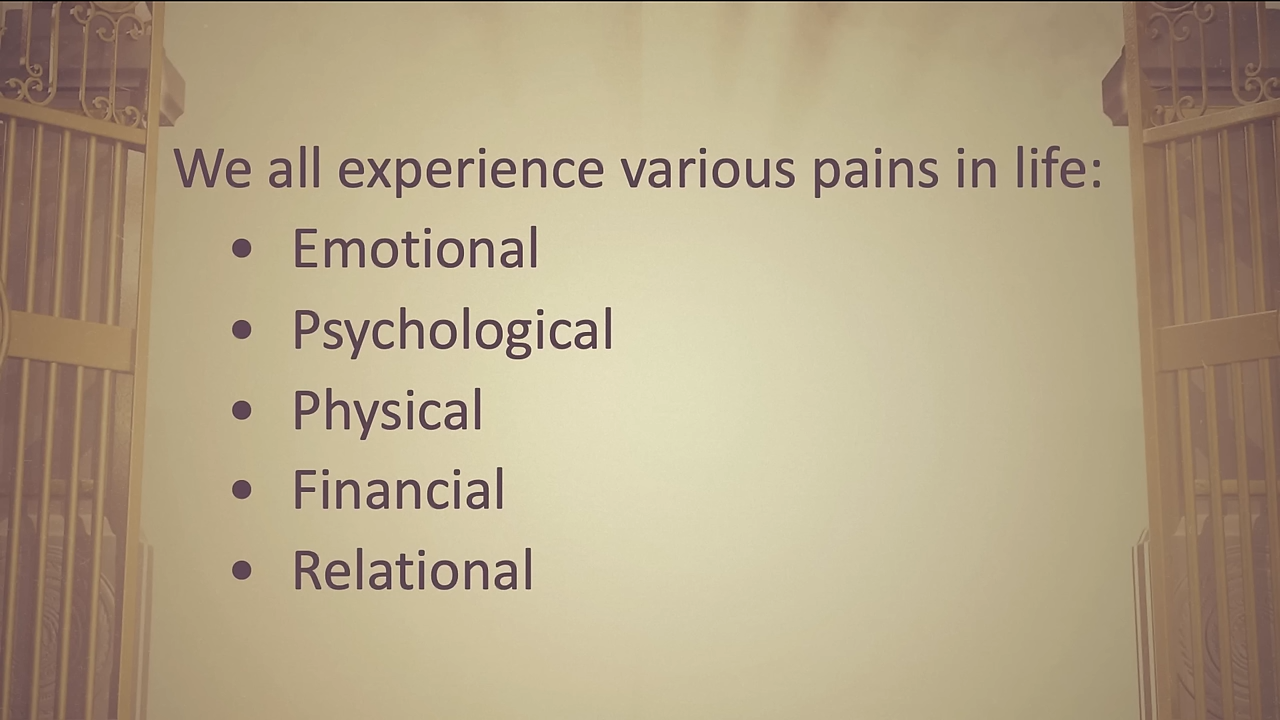 We all experience various pains in life:
• Emotional
• Psychological
• Physical
• Financial
• Relational